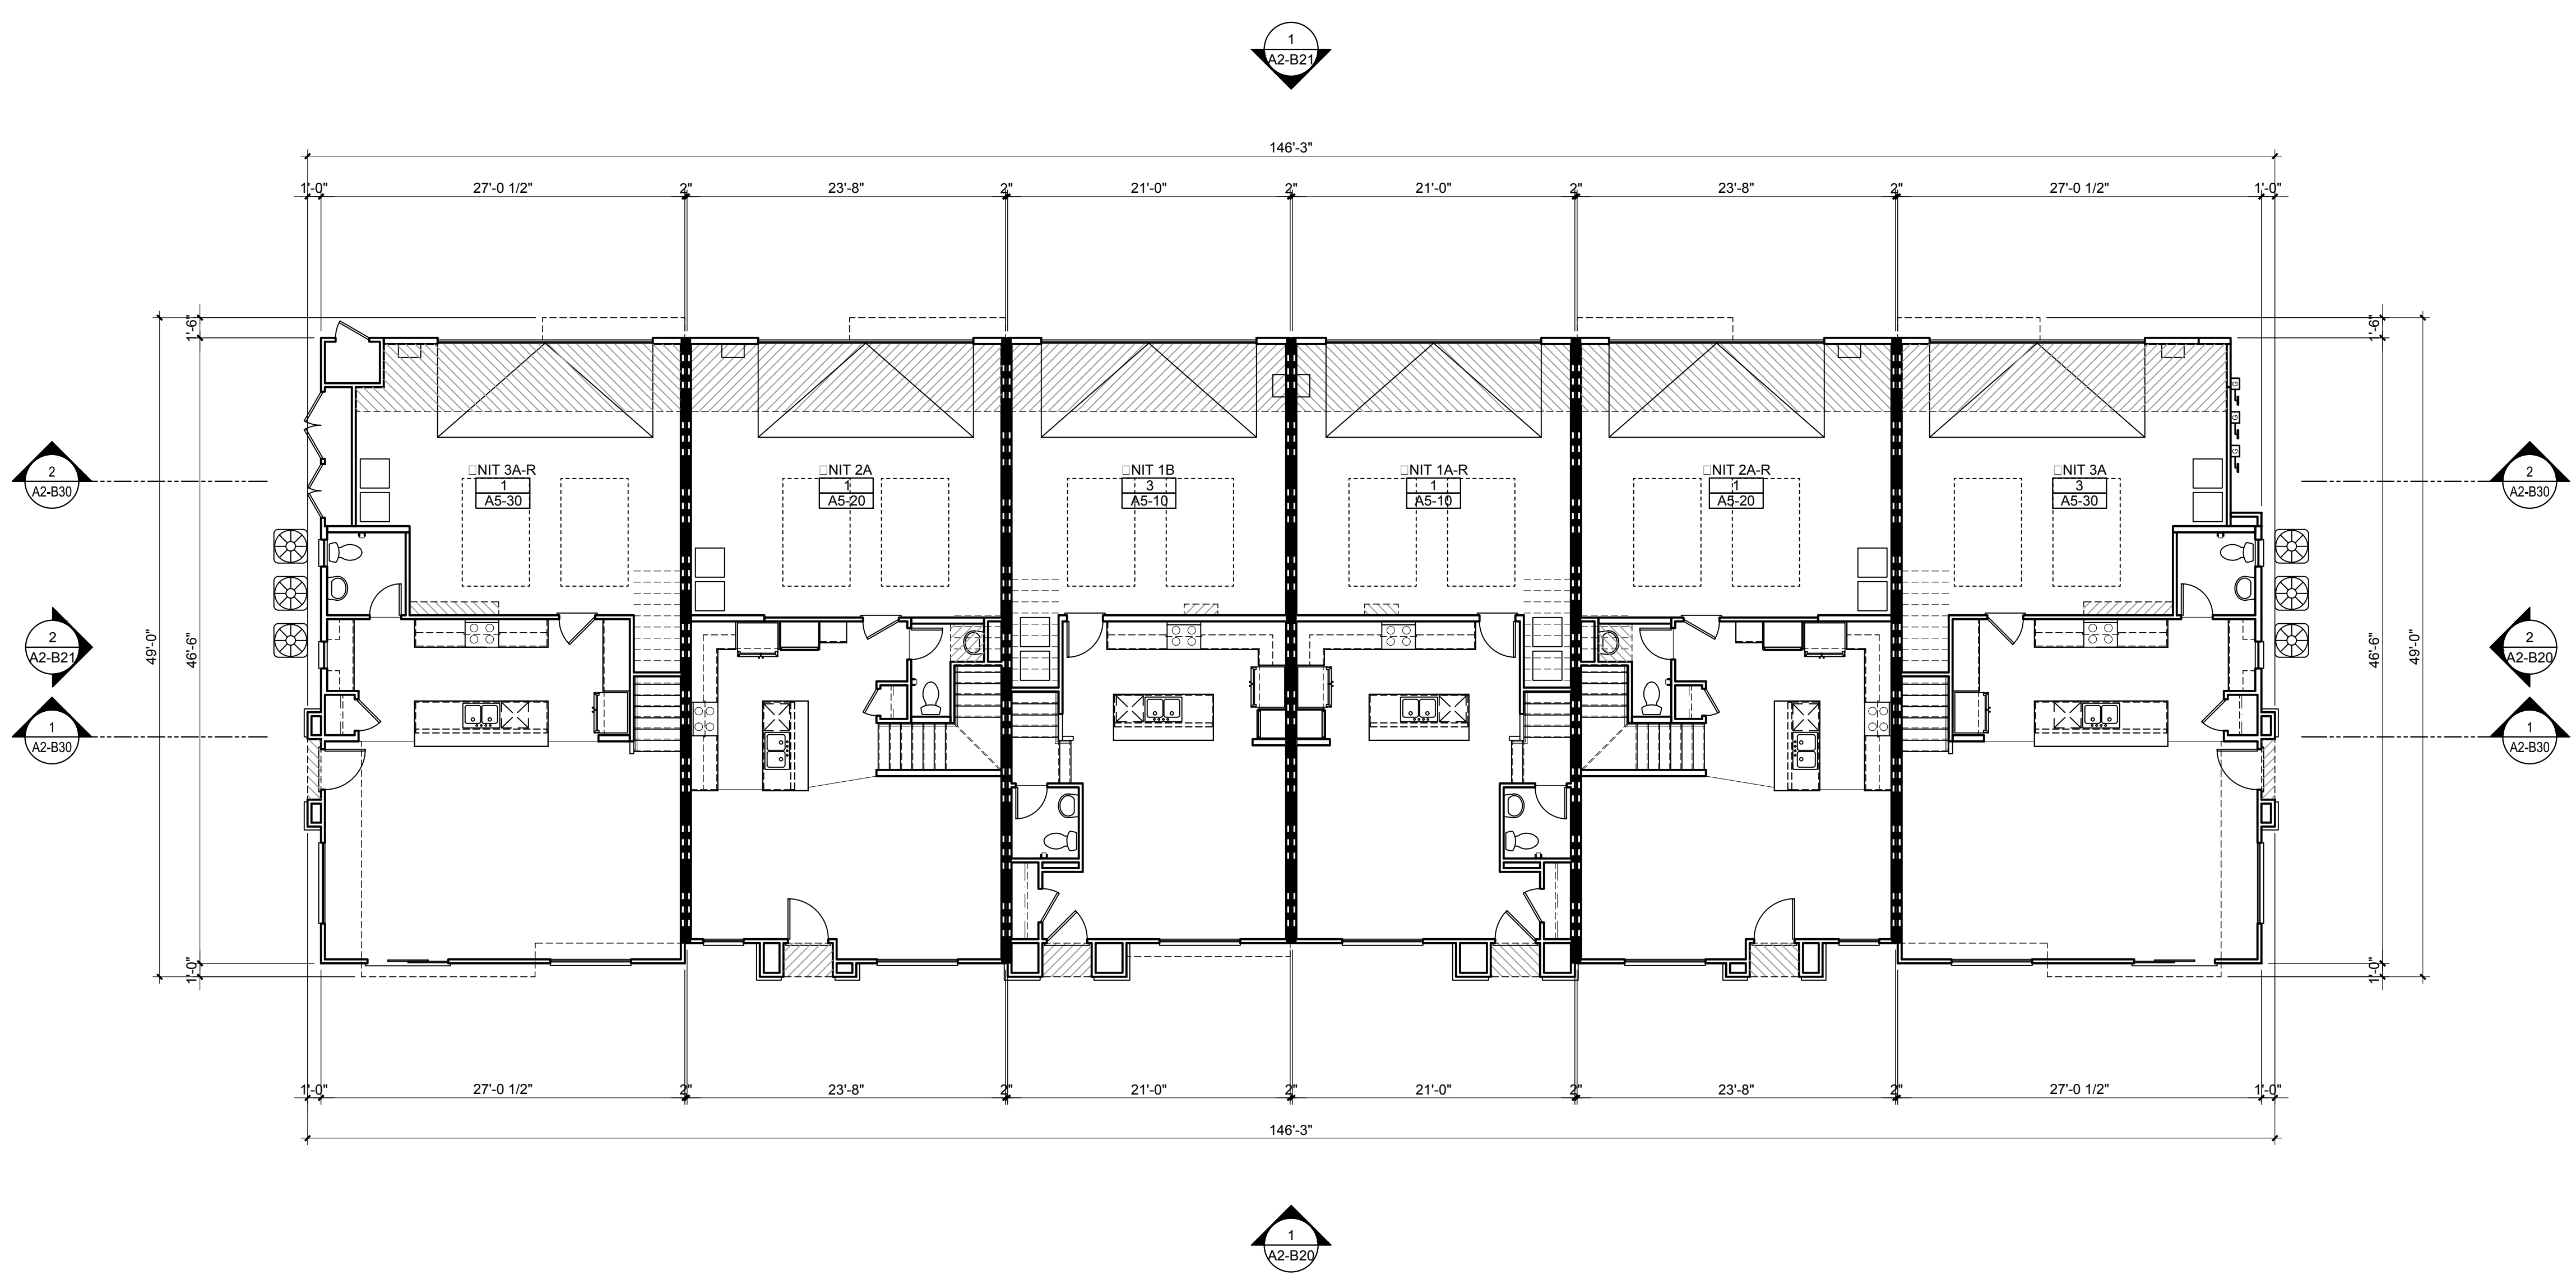 1
A2-B21
146'-3"
1'-0" 27'-0 1/2" 2" 23'-8" 2" 21'-0" 2" 21'-0" 2" 23'-8" 2" 27'-0 1/2" 1'-0"
1'-6" 1'-6"
□NIT 3A-R □NIT 2A □NIT 1B □NIT 1A-R □NIT 2A-R □NIT 3A
1 1 3 1 1 3
A5-30 A5-20 A5-10 A5-10 A5-20 A5-30
G
G
G
2 2
A2-B30 A2-B30
49'-0" 46'-6" 46'-6" 49'-0"
2 2
A2-B21 A2-B20
1 1
A2-B30 A2-B30
1'-0" 1'-0"
1'-0" 27'-0 1/2" 2" 23'-8" 2" 21'-0" 2" 21'-0" 2" 23'-8" 2" 27'-0 1/2" 1'-0"
146'-3"
1
A2-B20